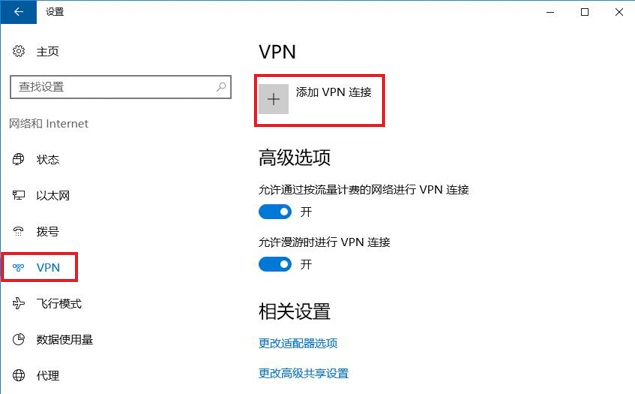 设置
主页
查找设置
网络和 Internet
状态
以太网
拨号
VPN
飞行模式
数据使用量
代理
VPN
添加 VPN 连接
高级选项
允许通过按流量计费的网络进行 VPN 连接
开
允许漫游时进行 VPN 连接
开
相关设置
更改适配器选项
更改高级共享设置